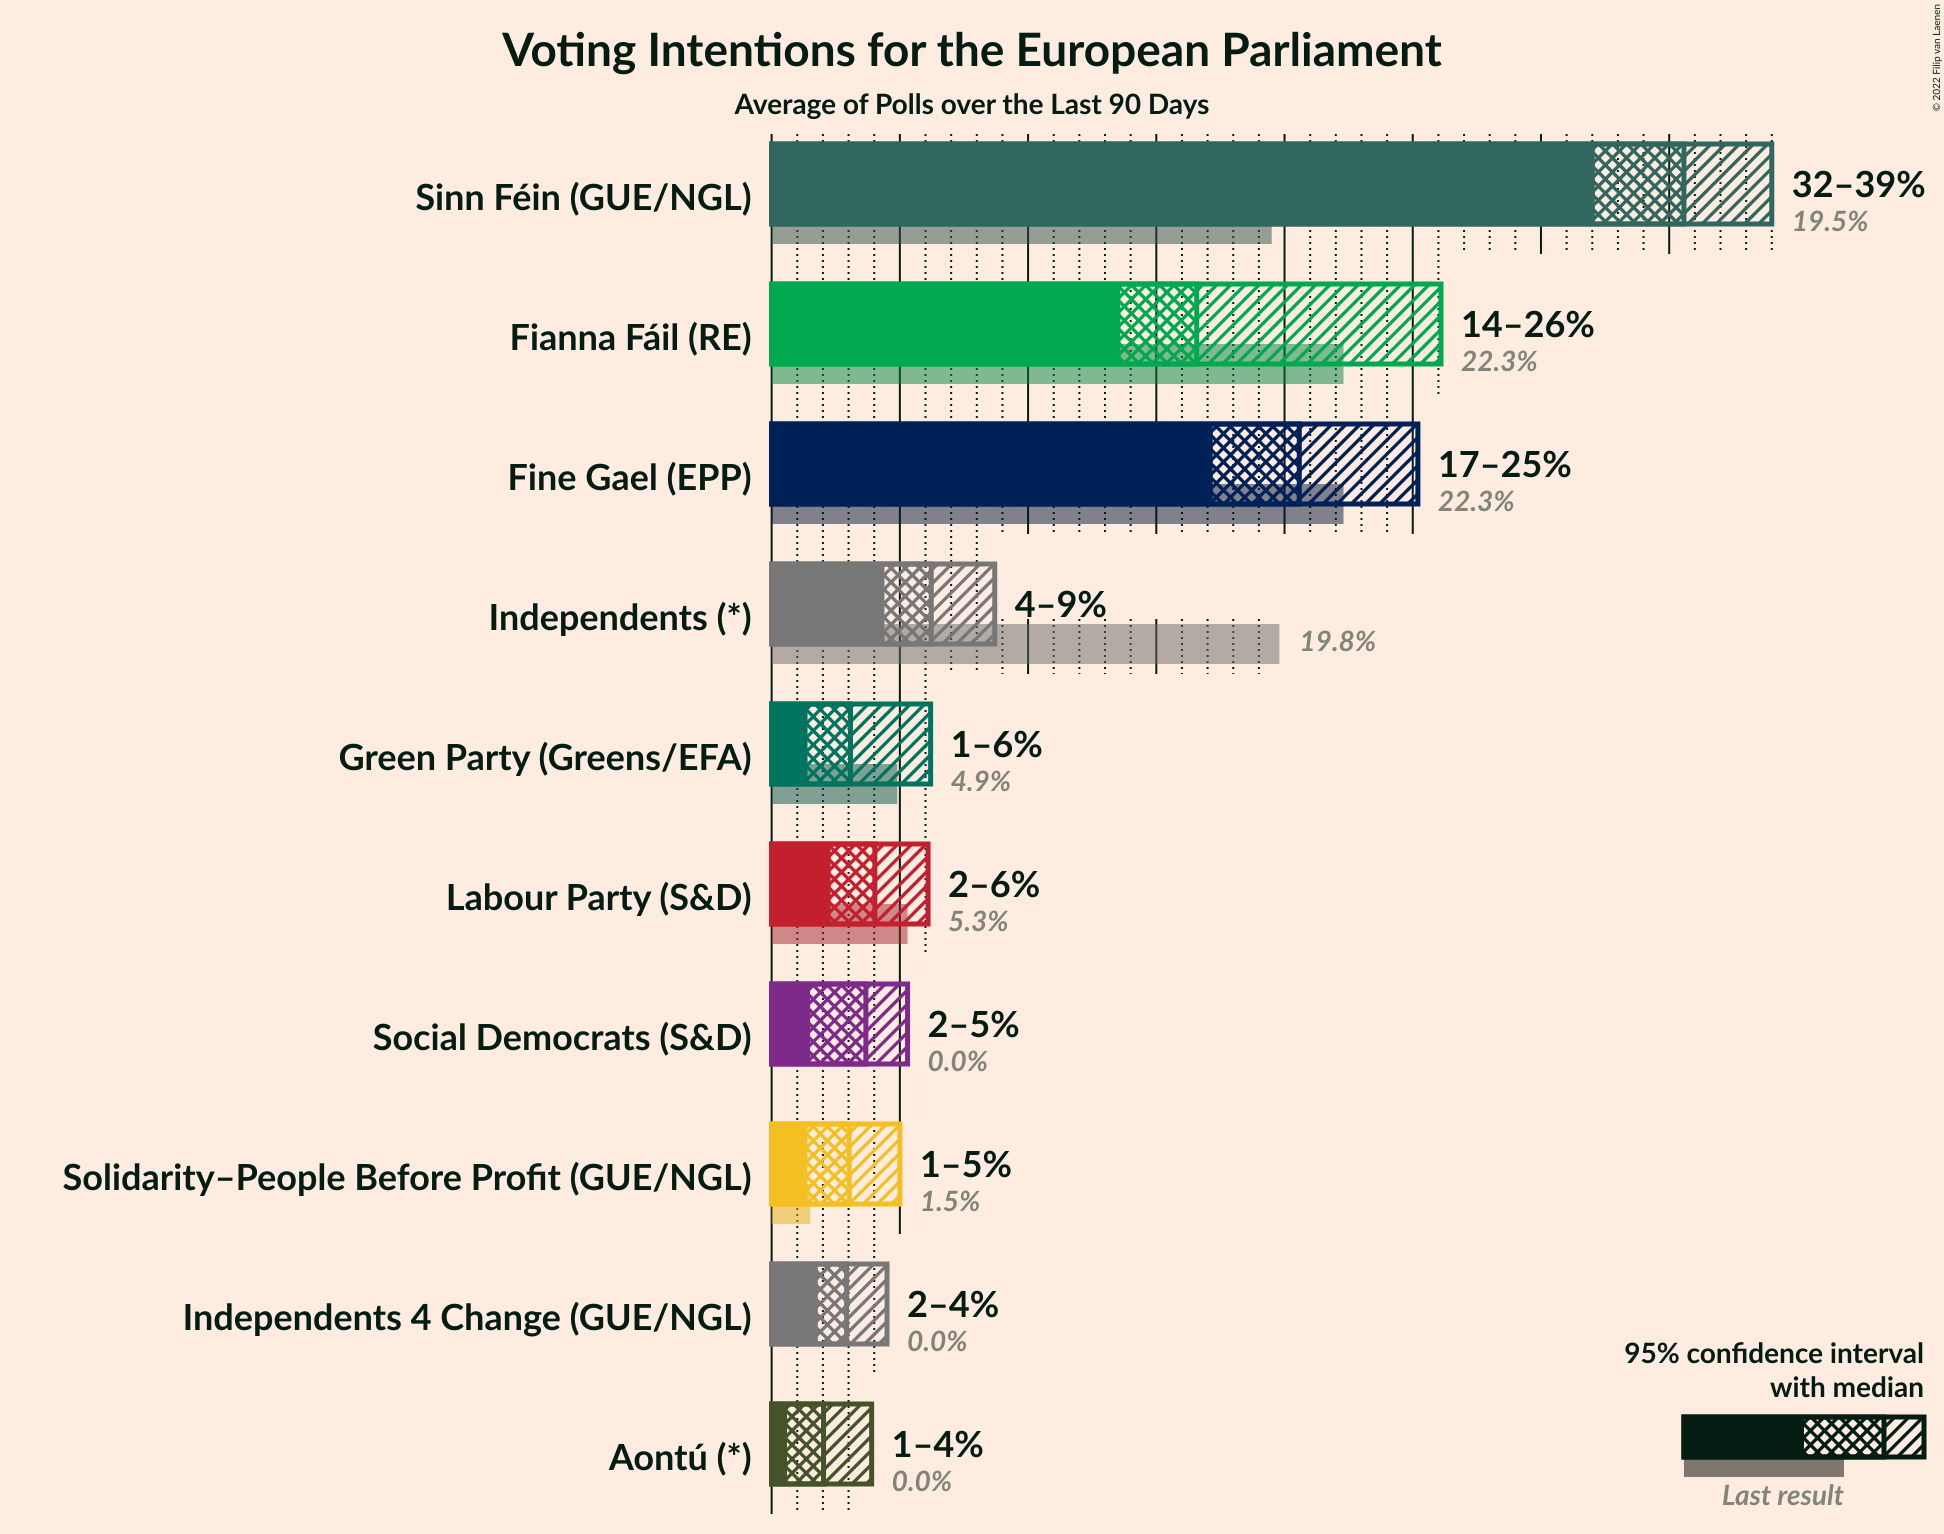 Voting Intentions for the European Parliament
Average of Polls over the Last 90 Days
© 2022 Filip van Laenen
Sinn Féin (GUE/NGL)
32–39%
19.5%
Fianna Fáil (RE)
14–26%
22.3%
Fine Gael (EPP)
17–25%
22.3%
Independents (*)
4–9%
19.8%
Green Party (Greens/EFA)
1–6%
4.9%
Labour Party (S&D)
2–6%
5.3%
Social Democrats (S&D)
2–5%
0.0%
Solidarity–People Before Profit (GUE/NGL)
1–5%
1.5%
Independents 4 Change (GUE/NGL)
2–4%
0.0%
Aontú (*)
1–4%
0.0%
95% confidence interval
with median
Last result